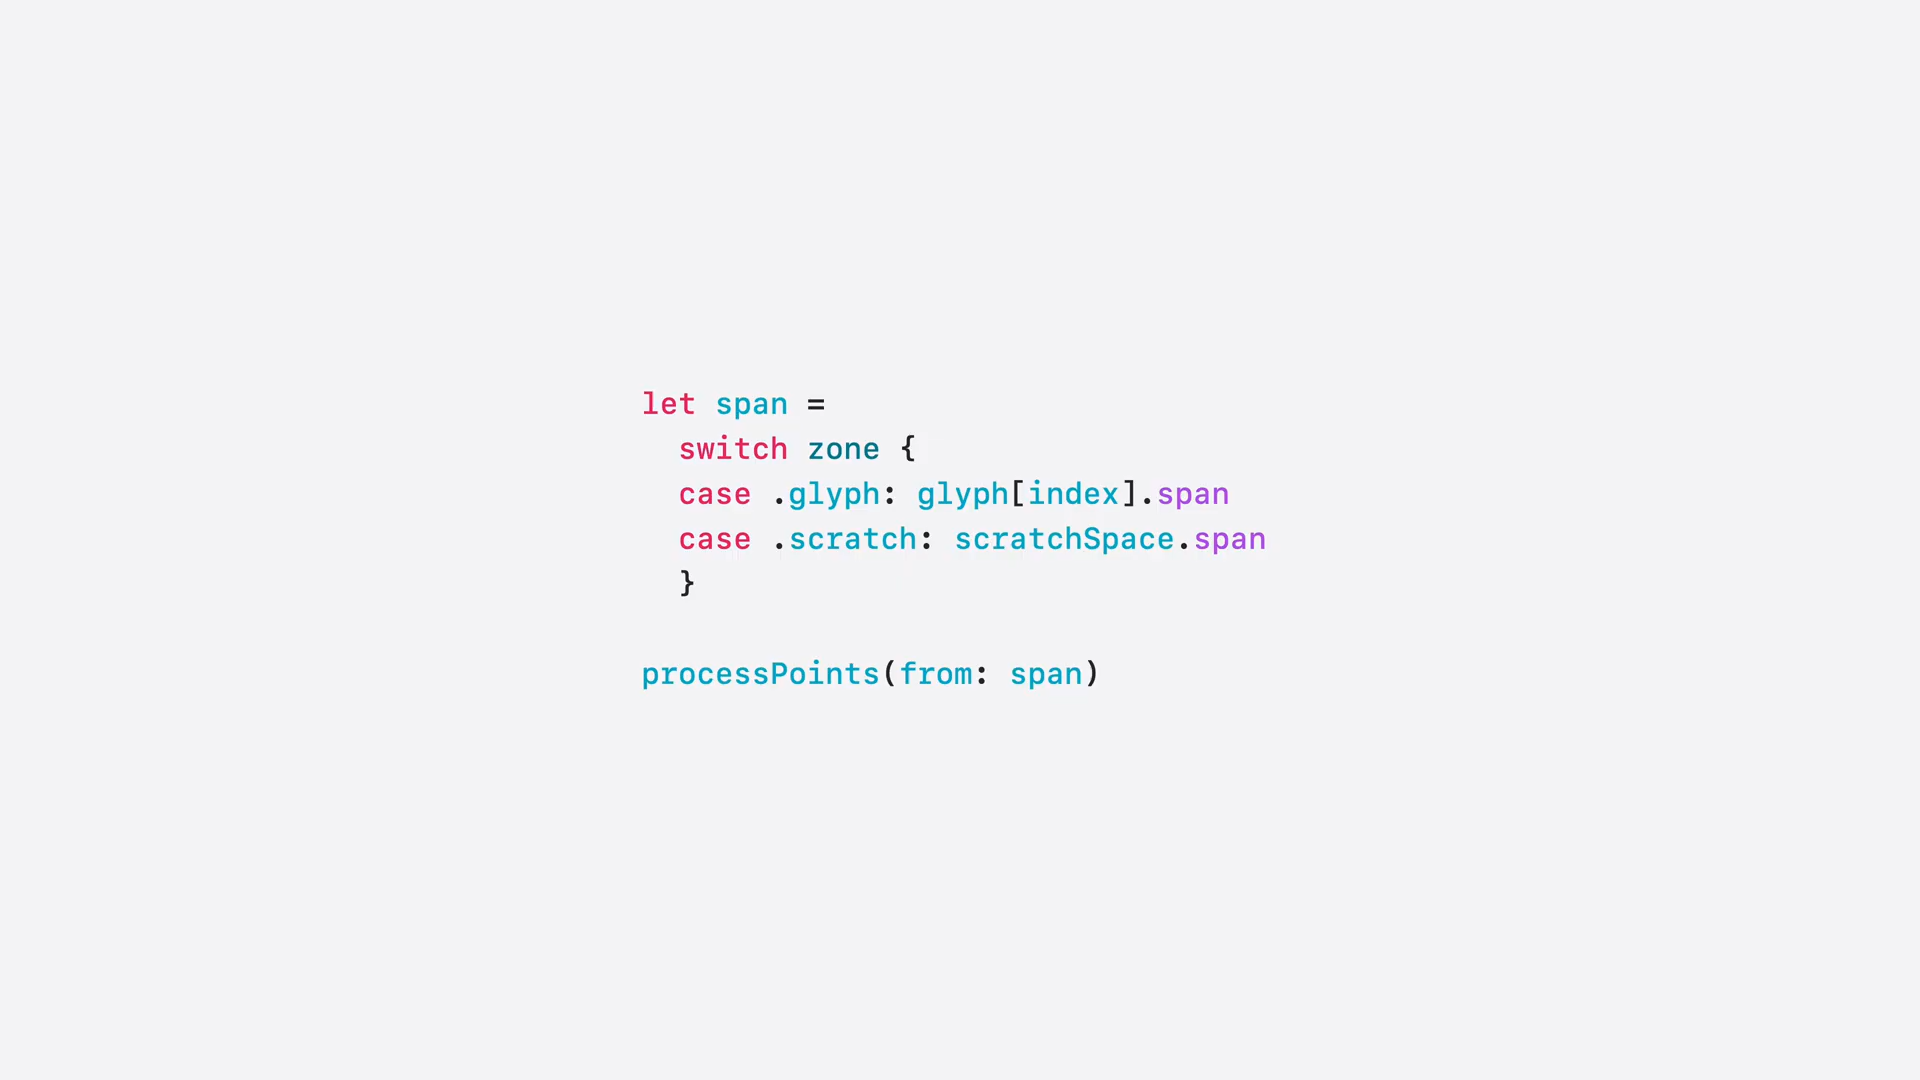 let span =
  switch zone {
  case .glyph: glyph[index].span
  case .scratch: scratchSpace.span
  }

processPoints(from: span)